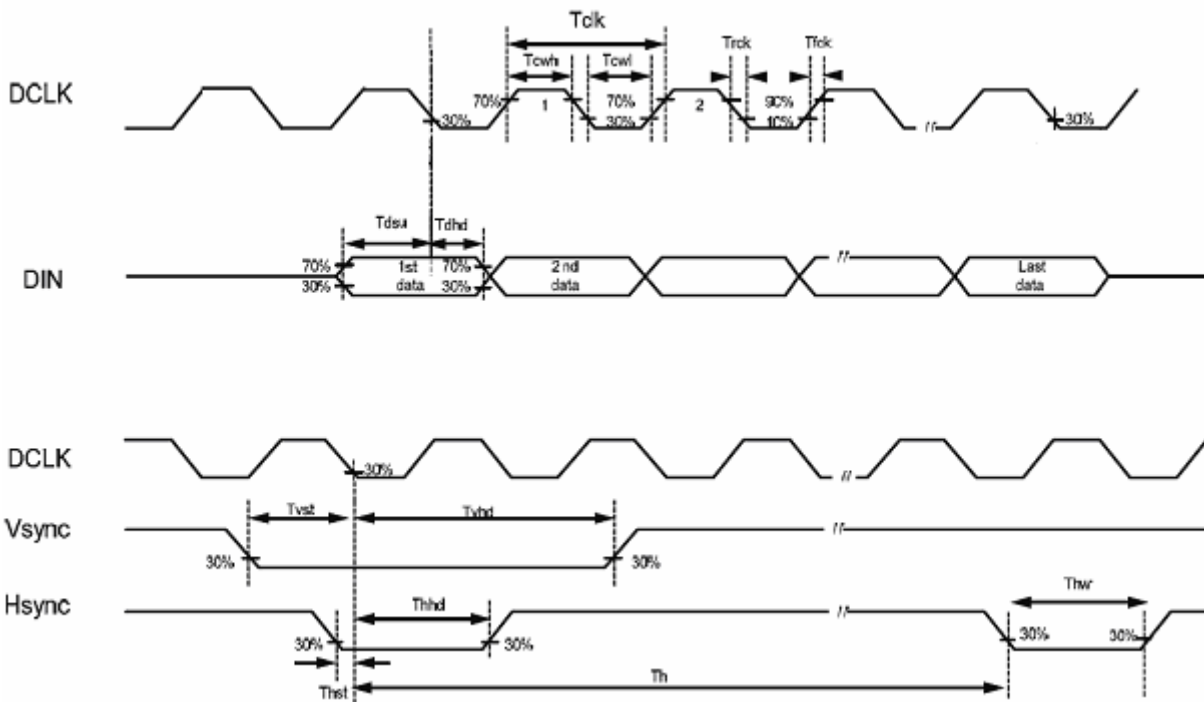 Tclk
Tcwh Tcwl Trck Tfck
DCLK
70% 1 70% 2 90%
30% 30% 10% 30%
Tdsu Tdhd
DIN
70% 1st 70% 2nd Last
30% data 30% data data
DCLK
30%
Tvst Tvhd
Vsync
30% 30%
Hsync
Thhd Thwr
30% 30% 30% 30%
Thst Th